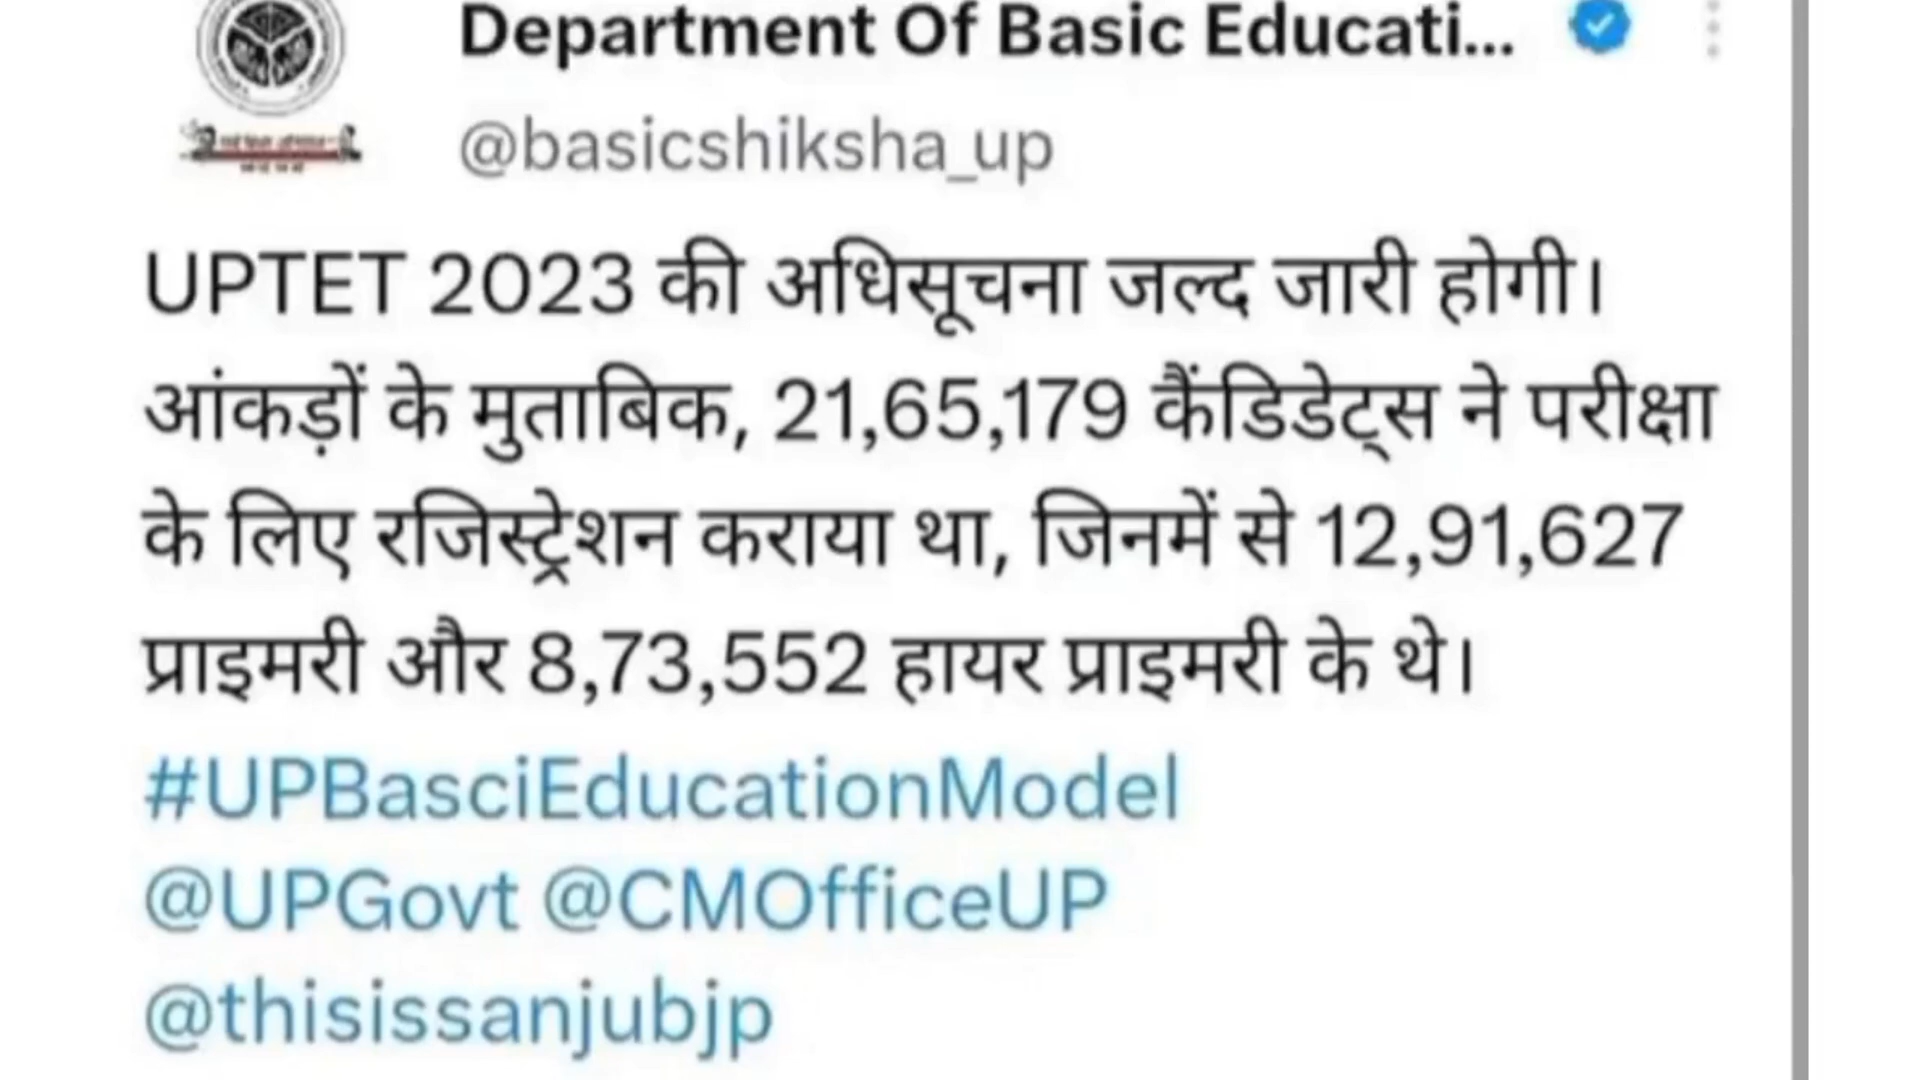 Department Of Basic Educati...
@basicshiksha_up
UPTET 2023 की अधिसूचना जल्द जारी होगी।
आंकड़ों के मुताबिक, 21,65,179 कैंडिडेट्स ने परीक्षा
के लिए रजिस्ट्रेशन कराया था, जिनमें से 12,91,627
प्राइमरी और 8,73,552 हायर प्राइमरी के थे।
#UPBasciEducationModel
@UPGovt @CMOfficeUP
@thisissanjubjp